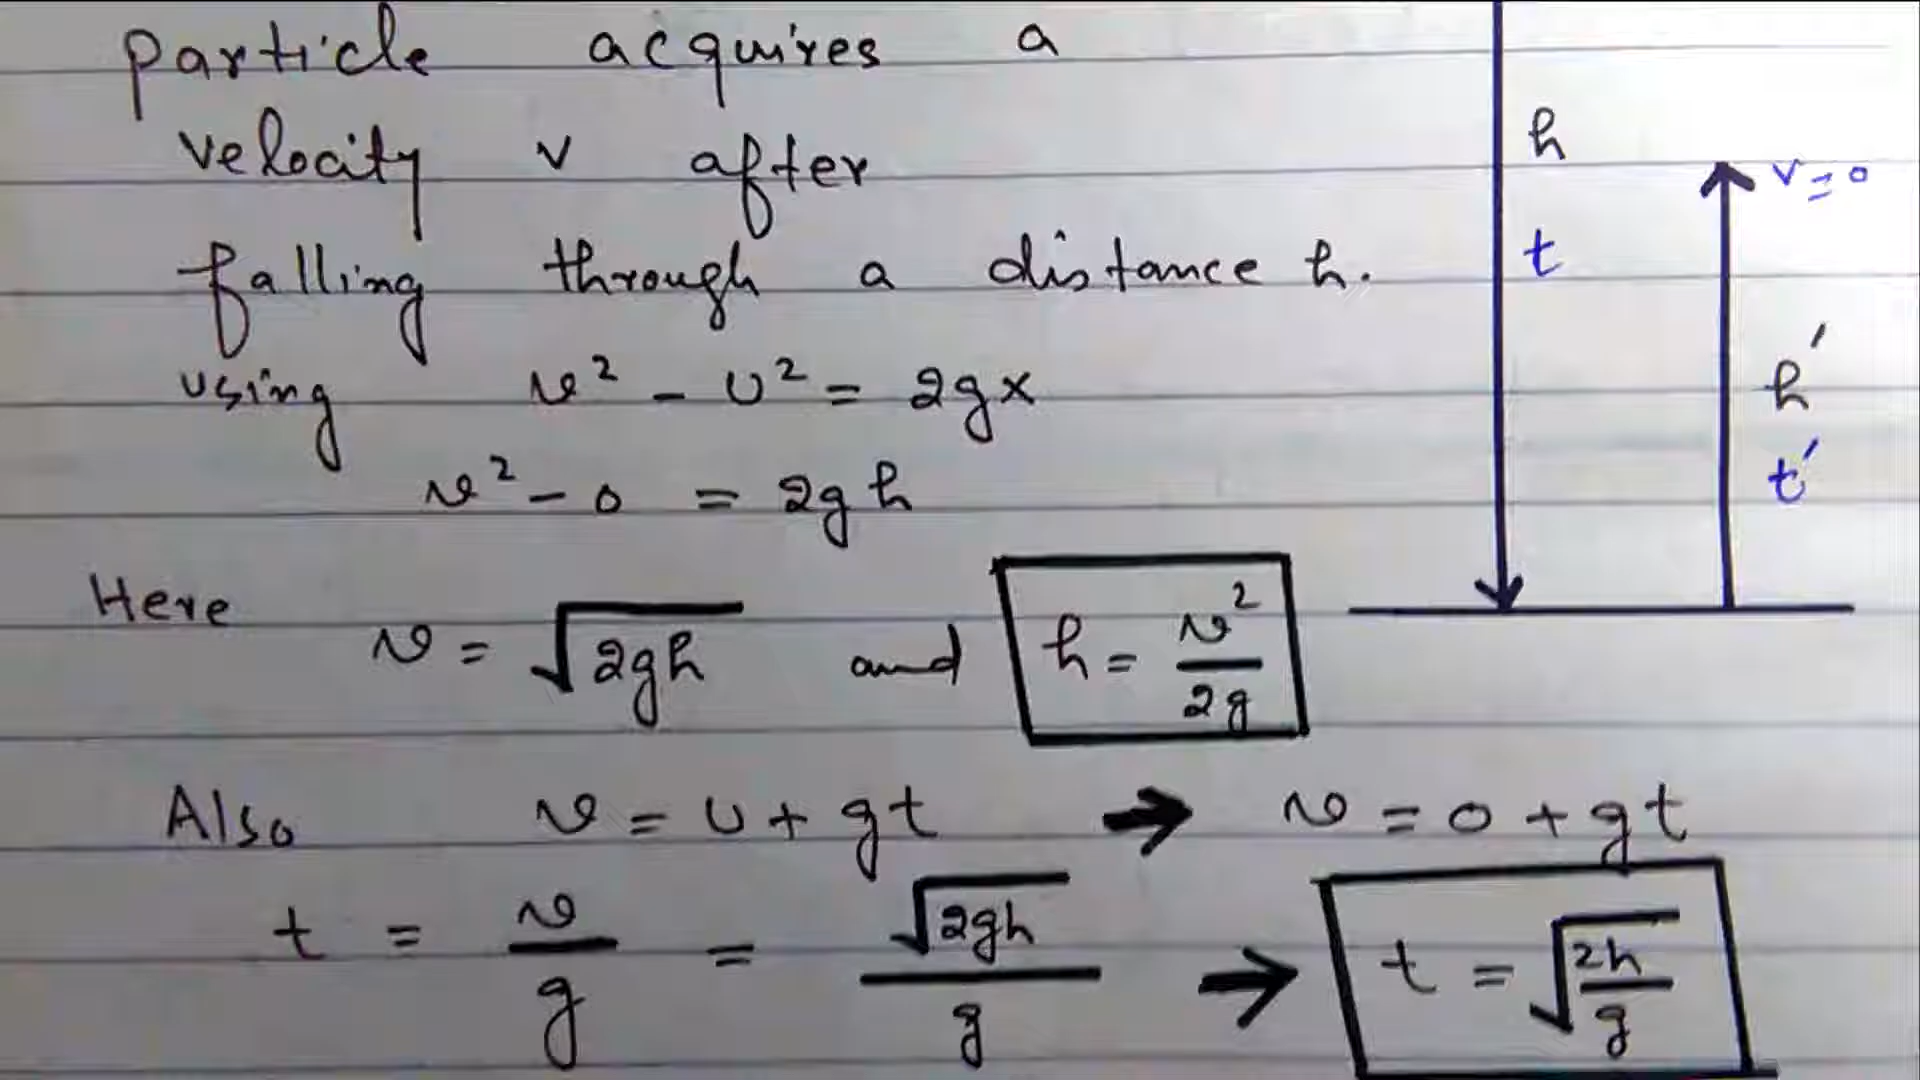 particle acquires a
velocity v after
falling through a distance h.
using v² - u² = 2gx
v² - 0 = 2gh
Here v = √2gh and h = v²/2g
Also v = u + gt → v = 0 + gt
t = v/g = √2gh/g → t = √2h/g
h
t
v=0
h'
t'